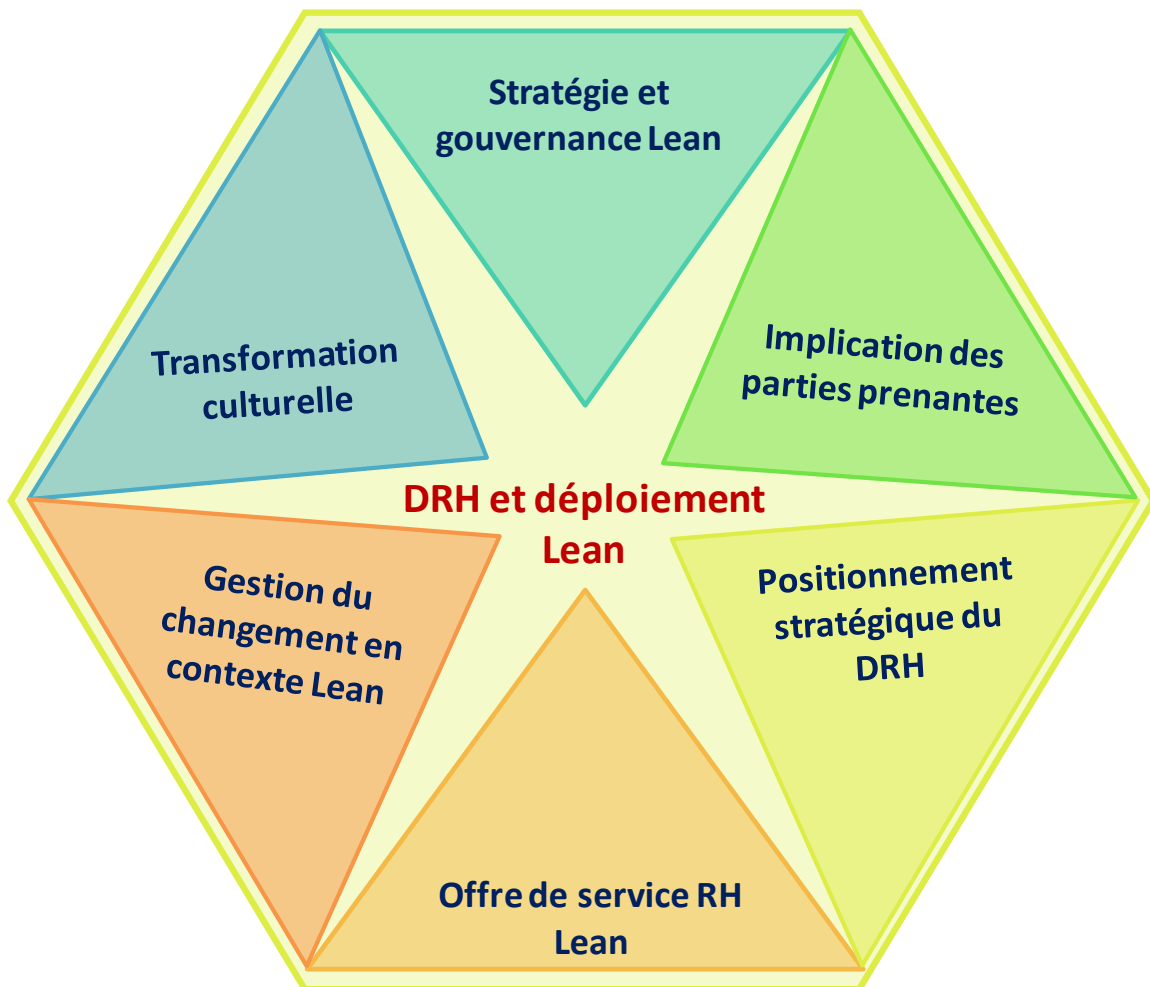 Stratégie et
gouvernance Lean
Transformation
culturelle
Implication des
parties prenantes
DRH et déploiement
Lean
Gestion du
changement en
contexte Lean
Positionnement
stratégique du
DRH
Offre de service RH
Lean